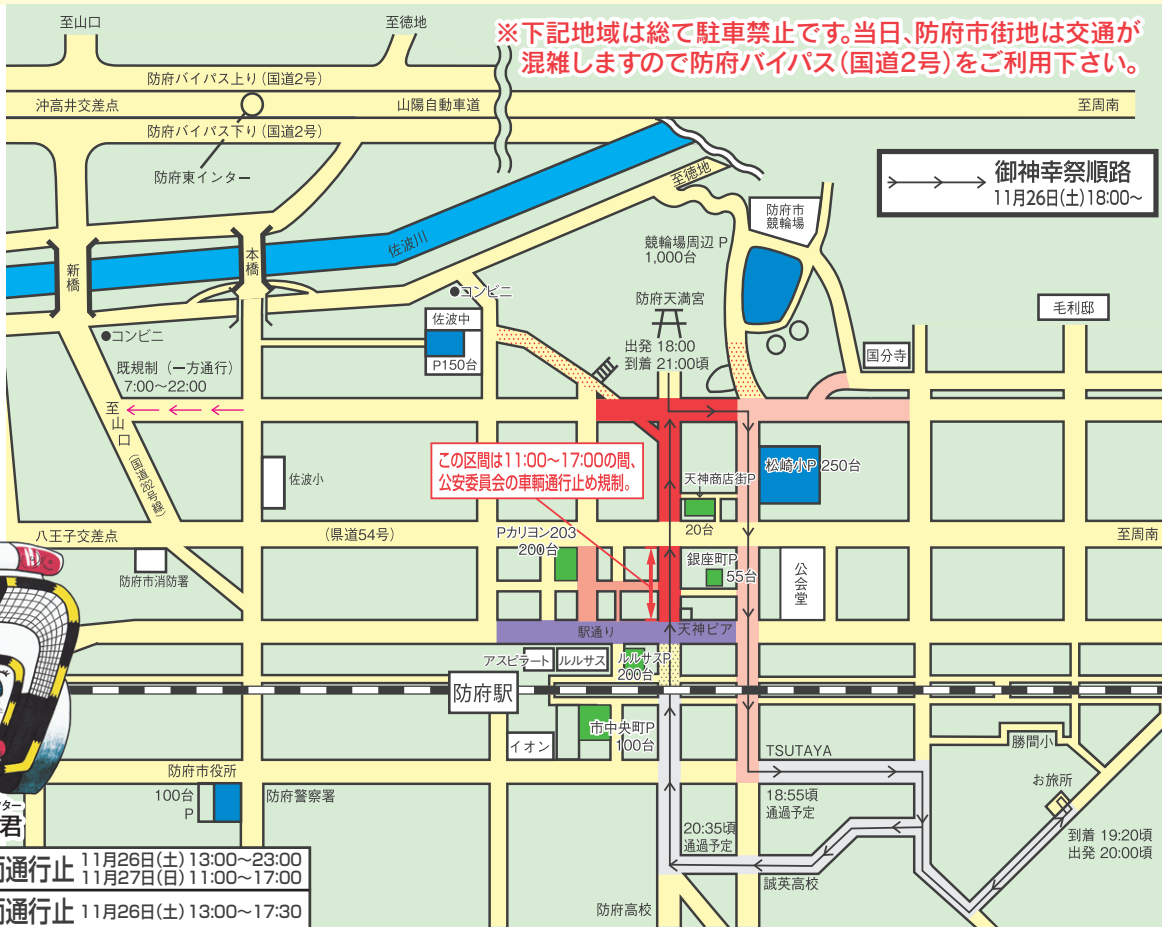 至山口
至徳地
※下記地域は総て駐車禁止です。当日、防府市街地は交通が
混雑しますので防府バイパス(国道2号)をご利用下さい。
防府バイパス上り(国道2号)
沖高井交差点
山陽自動車道
至周南
防府バイパス下り(国道2号)
防府東インター
至徳地
御神幸祭順路
11月26日(土)18:00〜
防府市
競輪場
佐波川
競輪場周辺 P
1,000台
新橋
本橋
コンビニ
コンビニ
佐波中
P150台
防府天満宮
出発 18:00
到着 21:00頃
毛利邸
国分寺
既規制(一方通行)
7:00〜22:00
至山口
(国道262号線)
この区間は11:00〜17:00の間、
公安委員会の車輌通行止め規制。
佐波小
天神商店街P
20台
松崎小P 250台
八王子交差点
(県道54号)
Pカリヨン203
200台
至周南
防府市消防署
銀座町P
55台
公会堂
駅通り
天神ピア
アスピラート
ルルサス
ルルサスP
200台
防府駅
市中央町P
100台
イオン
TSUTAYA
勝間小
防府市役所
100台
P
防府警察署
18:55頃
通過予定
お旅所
20:35頃
通過予定
到着 19:20頃
出発 20:00頃
誠英高校
防府高校
ター
君
通行止 11月26日(土)13:00〜23:00
11月27日(日)11:00〜17:00
通行止 11月26日(土)13:00〜17:30